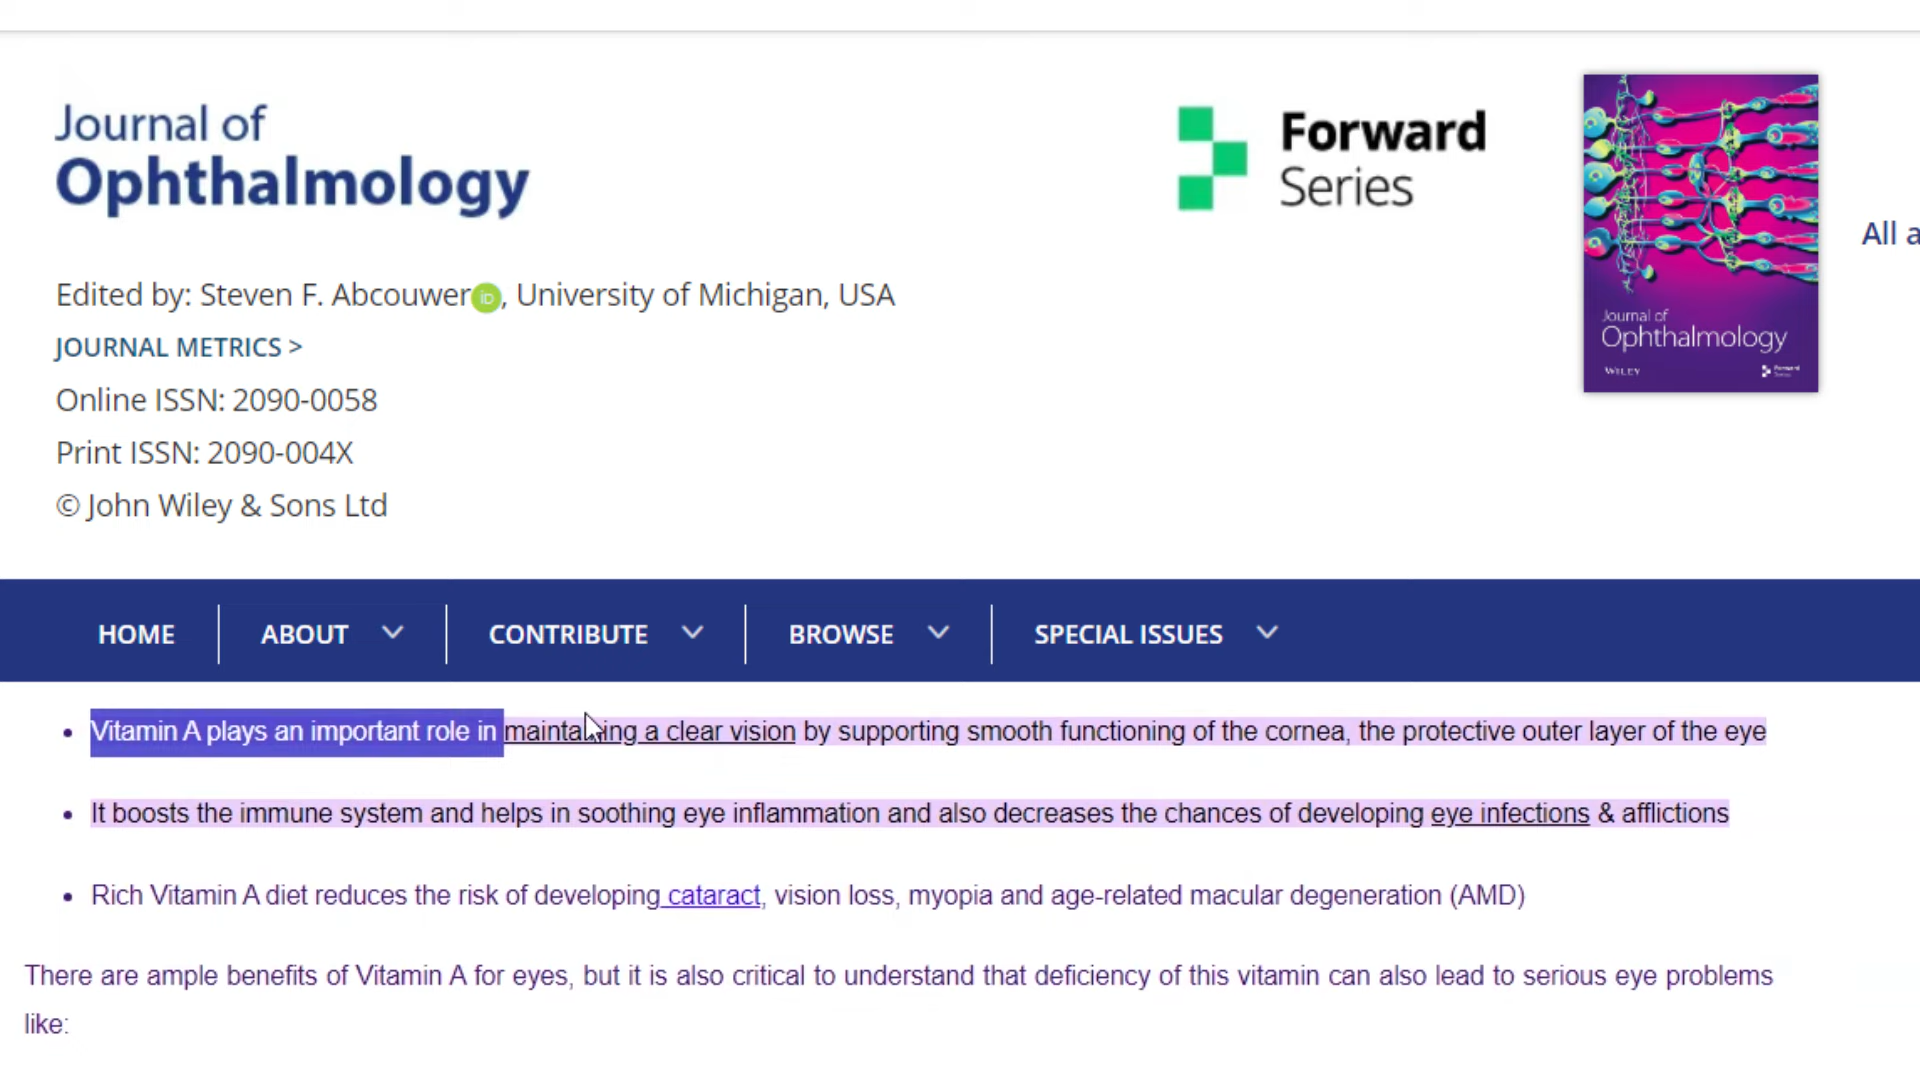 Journal of
Ophthalmology
Forward
Series
Edited by: Steven F. Abcouwer iD, University of Michigan, USA
JOURNAL METRICS >
Online ISSN: 2090-0058
Print ISSN: 2090-004X
© John Wiley & Sons Ltd
Journal of
Ophthalmology
WILEY
Forward
Series
All a
HOME
ABOUT
CONTRIBUTE
BROWSE
SPECIAL ISSUES
• Vitamin A plays an important role in maintaining a clear vision by supporting smooth functioning of the cornea, the protective outer layer of the eye
• It boosts the immune system and helps in soothing eye inflammation and also decreases the chances of developing eye infections & afflictions
• Rich Vitamin A diet reduces the risk of developing cataract, vision loss, myopia and age-related macular degeneration (AMD)
There are ample benefits of Vitamin A for eyes, but it is also critical to understand that deficiency of this vitamin can also lead to serious eye problems
like: